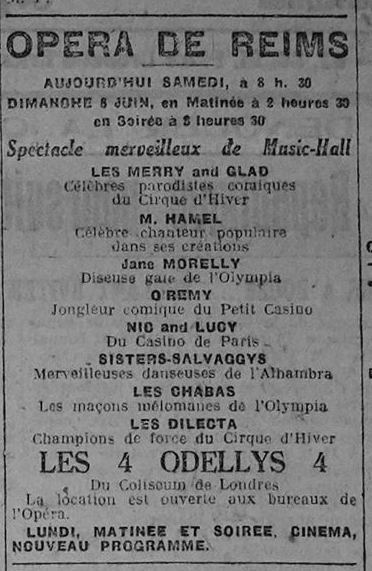 OPERA DE REIMS
AUJOURD'HUI SAMEDI, à 8 h. 30
DIMANCHE 6 JUIN, en Matinée à 2 heures 30
en Soirée à 8 heures 30
Spectacle merveilleux de Music-Hall
LES MERRY and GLAD
Célèbres parodistes comiques
du Cirque d'Hiver
M. HAMEL
Célèbre chanteur populaire
dans ses créations
Jane MORELLY
Diseuse gaie de l'Olympia
O'REMY
Jongleur comique du Petit Casino
NIC and LUCY
Du Casino de Paris
SISTERS-SALVAGGYS
Merveilleuses danseuses de l'Alhambra
LES CHABAS
Les maçons mélomanes de l'Olympia
LES DILECTA
Champions de force du Cirque d'Hiver
LES 4 ODELLYS 4
Du Coliseum de Londres
La location est ouverte aux bureaux de
l'Opéra.
LUNDI, MATINEE ET SOIREE, CINEMA,
NOUVEAU PROGRAMME.